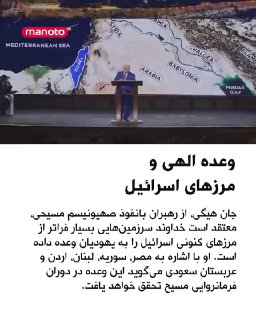 manoto
MEDITERRANEAN SEA
ISRAEL
CHALDEA
BABYLONIA
ARABIA
PERSIAN
GULF
وعده الهی و
مرزهای اسرائیل
جان هیگی، از رهبران بانفوذ صهیونیسم مسیحی،
معتقد است خداوند سرزمین‌هایی بسیار فراتر از
مرزهای کنونی اسرائیل را به یهودیان وعده داده
است. او با اشاره به مصر، سوریه، لبنان، اردن و
عربستان سعودی می‌گوید این وعده در دوران
فرمانروایی مسیح تحقق خواهد یافت.